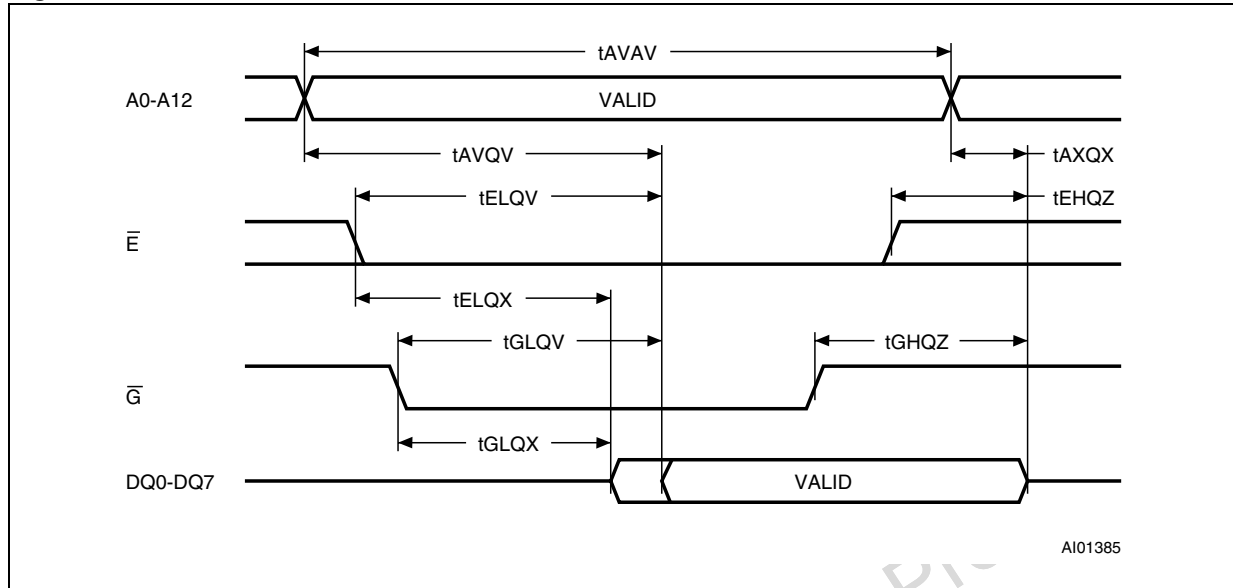 tAVAV
A0-A12
VALID
tAVQV
tAXQX
tELQV
tEHQZ
E̅
tELQX
tGLQV
tGHQZ
G̅
tGLQX
DQ0-DQ7
VALID
AI01385